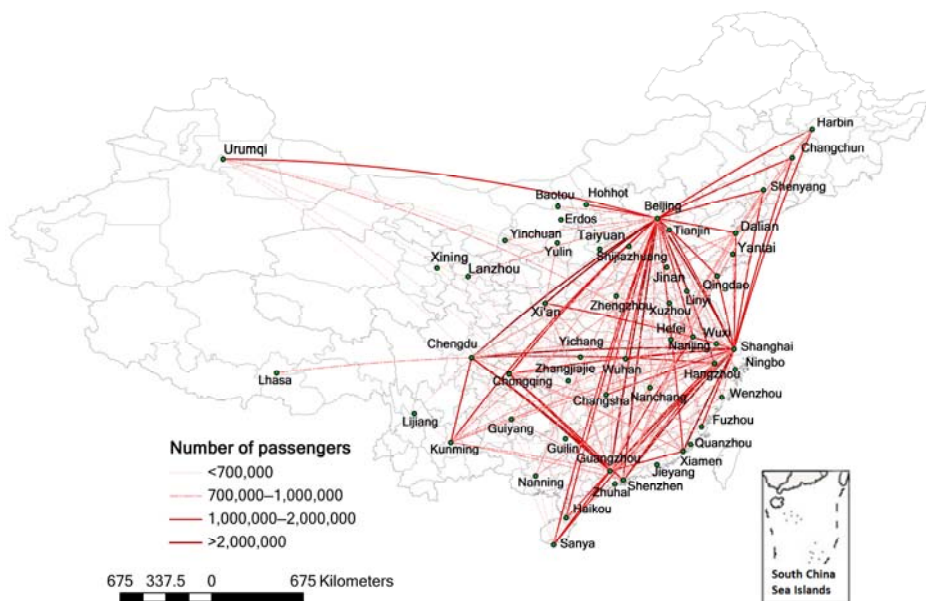 Harbin
Changchun
Urumqi
Shenyang
Baotou
Hohhot
Beijing
Erdos
Tianjin
Dalian
Yinchuan
Taiyuan
Yantai
Yulin
Shijiazhuang
Xining
Lanzhou
Jinan
Qingdao
Zhengzhou
Linyi
Xuzhou
Xi'an
Hefei
Wuxi
Chengdu
Yichang
Nanjing
Shanghai
Zhangjiajie
Wuhan
Hangzhou
Ningbo
Lhasa
Chongqing
Changsha
Nanchang
Wenzhou
Lijiang
Guiyang
Fuzhou
Kunming
Guilin
Quanzhou
Guangzhou
Xiamen
Nanning
Jieyang
Zhuhai
Shenzhen
Haikou
Sanya
Number of passengers
<700,000
700,000–1,000,000
1,000,000–2,000,000
>2,000,000
675 337.5 0 675 Kilometers
South China
Sea Islands